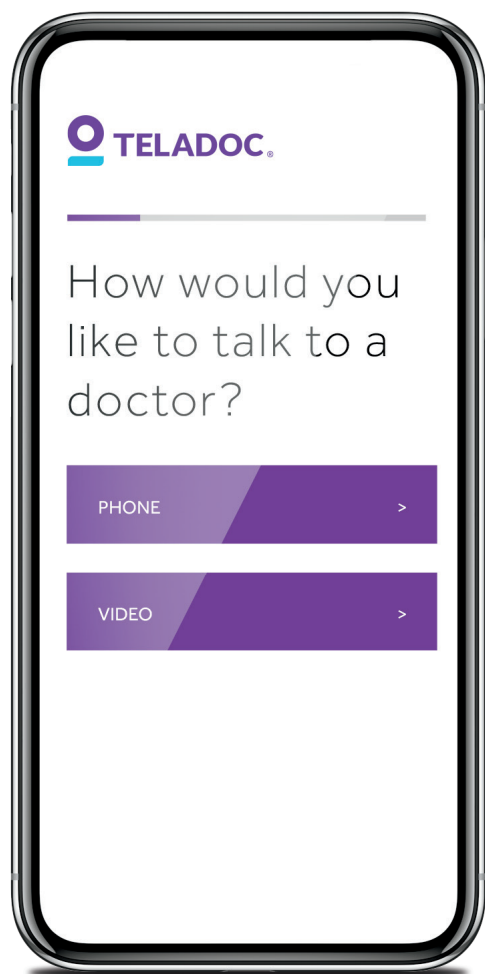 TELADOC®
How would you
like to talk to a
doctor?
PHONE >
VIDEO >